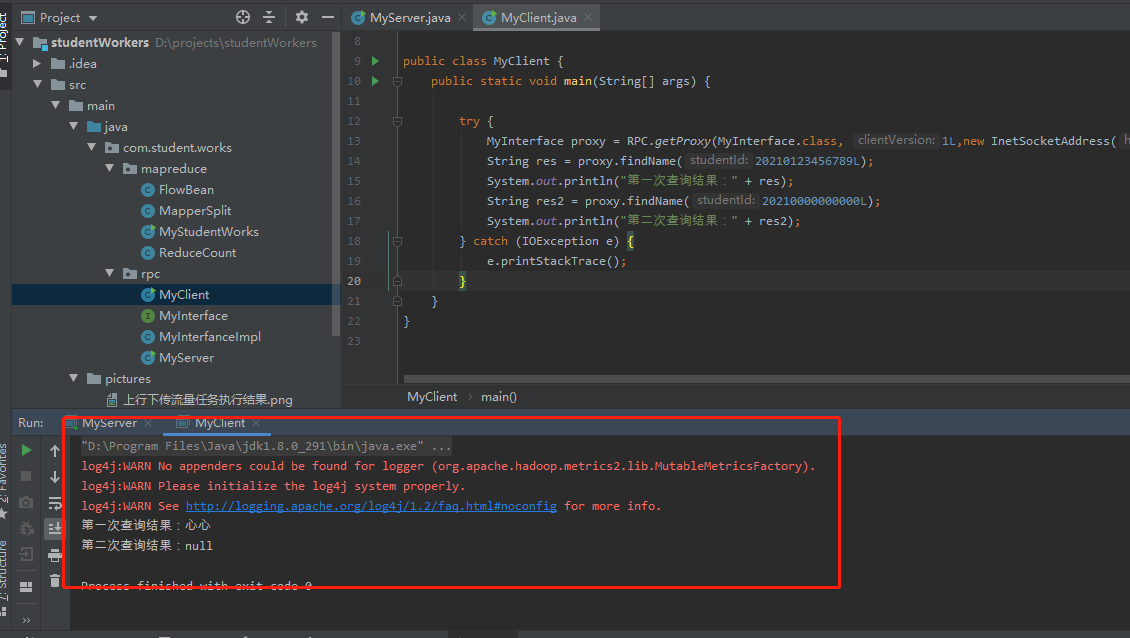 Project
MyServer.java
MyClient.java
1: Project
studentWorkers D:\projects\studentWorkers
.idea
src
main
java
com.student.works
mapreduce
FlowBean
MapperSplit
MyStudentWorks
ReduceCount
rpc
MyClient
MyInterface
MyInterfanceImpl
MyServer
pictures
上行下传流量任务执行结果.png
8
9 public class MyClient {
10 public static void main(String[] args) {
11
12 try {
13 MyInterface proxy = RPC.getProxy(MyInterface.class, clientVersion: 1L,new InetSocketAddress( h
14 String res = proxy.findName( studentId: 20210123456789L);
15 System.out.println("第一次查询结果：" + res);
16 String res2 = proxy.findName( studentId: 20210000000000L);
17 System.out.println("第二次查询结果：" + res2);
18 } catch (IOException e) {
19 e.printStackTrace();
20 }
21 }
22 }
23
MyClient › main()
Run: MyServer MyClient
"D:\Program Files\Java\jdk1.8.0_291\bin\java.exe" ...
log4j:WARN No appenders could be found for logger (org.apache.hadoop.metrics2.lib.MutableMetricsFactory).
log4j:WARN Please initialize the log4j system properly.
log4j:WARN See http://logging.apache.org/log4j/1.2/faq.html#noconfig for more info.
第一次查询结果：心心
第二次查询结果：null
Process finished with exit code 0
2: Favorites
7: Structure